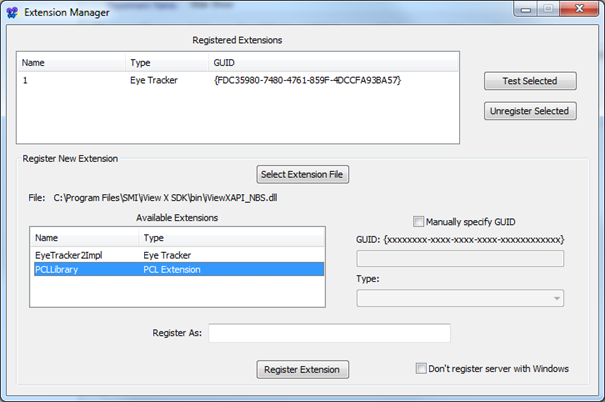 Extension Manager
Registered Extensions
Name Type GUID
1 Eye Tracker {FDC35980-7480-4761-859F-4DCCFA93BA57}
Test Selected
Unregister Selected
Register New Extension
Select Extension File
File: C:\Program Files\SMI\iView X SDK\bin\iViewXAPI_NBS.dll
Available Extensions
Name Type
EyeTracker2Impl Eye Tracker
PCLLibrary PCL Extension
Manually specify GUID
GUID: {xxxxxxxx-xxxx-xxxx-xxxx-xxxxxxxxxxxx}
Type:
Register As:
Register Extension
Don't register server with Windows